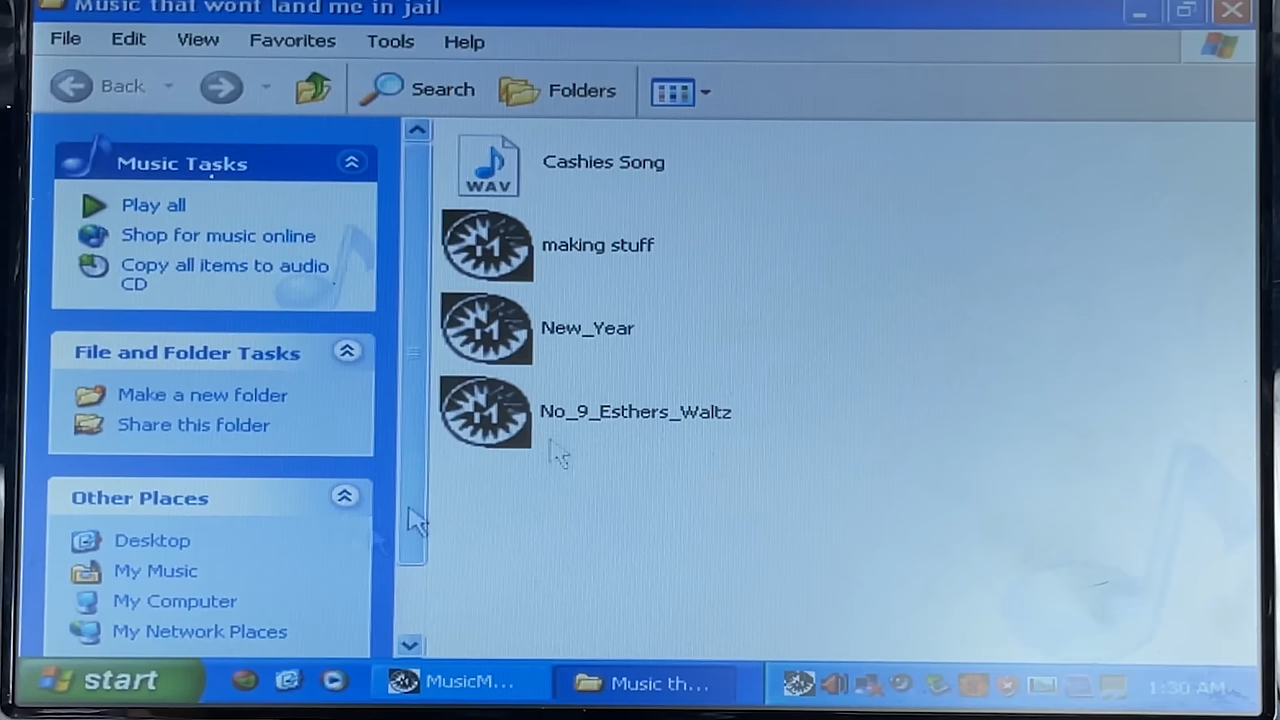 Music that wont land me in jail
File Edit View Favorites Tools Help
Back Search Folders
Music Tasks
Play all
Shop for music online
Copy all items to audio
CD
File and Folder Tasks
Make a new folder
Share this folder
Other Places
Desktop
My Music
My Computer
My Network Places
WAV
Cashies Song
making stuff
New_Year
No_9_Esthers_Waltz
start MusicM... Music th... 1:30 AM